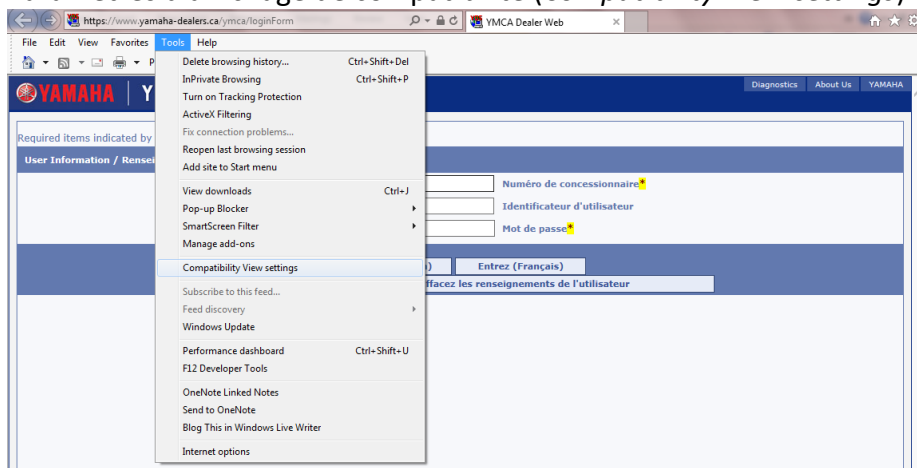 https://www.yamaha-dealers.ca/ymca/loginForm YMCA Dealer Web
File Edit View Favorites Tools Help
Delete browsing history... Ctrl+Shift+Del
InPrivate Browsing Ctrl+Shift+P
Turn on Tracking Protection
ActiveX Filtering
Fix connection problems...
Reopen last browsing session
Add site to Start menu
View downloads Ctrl+J
Pop-up Blocker
SmartScreen Filter
Manage add-ons
Compatibility View settings
Subscribe to this feed...
Feed discovery
Windows Update
Performance dashboard Ctrl+Shift+U
F12 Developer Tools
OneNote Linked Notes
Send to OneNote
Blog This in Windows Live Writer
Internet options
YAMAHA Y
Diagnostics About Us YAMAHA
Required items indicated by
User Information /
Numéro de concessionnaire*
Identificateur d'utilisateur
Mot de passe*
Entrez (Français)
les renseignements de l'utilisateur